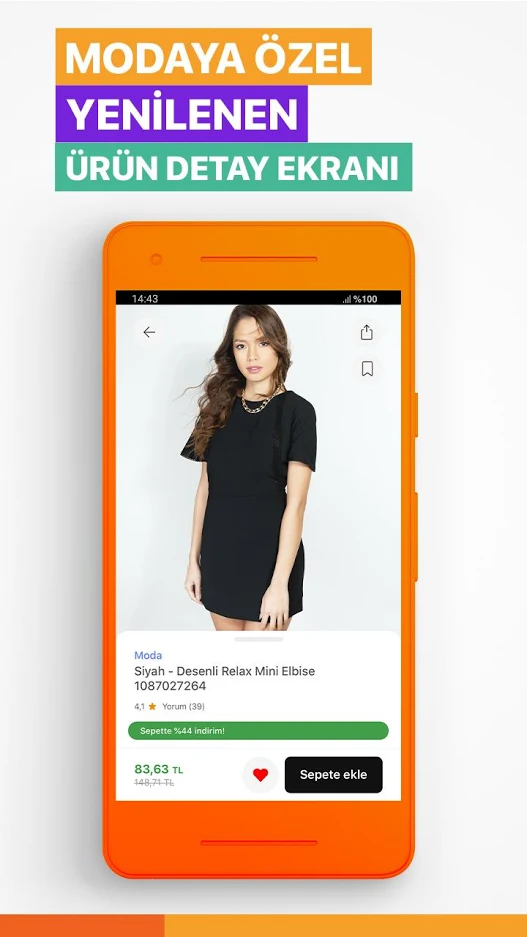 MODAYA ÖZEL
YENİLENEN
ÜRÜN DETAY EKRANI
14:43
%100
Moda
Siyah - Desenli Relax Mini Elbise
1087027264
4,1 Yorum (39)
Sepette %44 indirim!
83,63 TL
148,71 TL
Sepete ekle